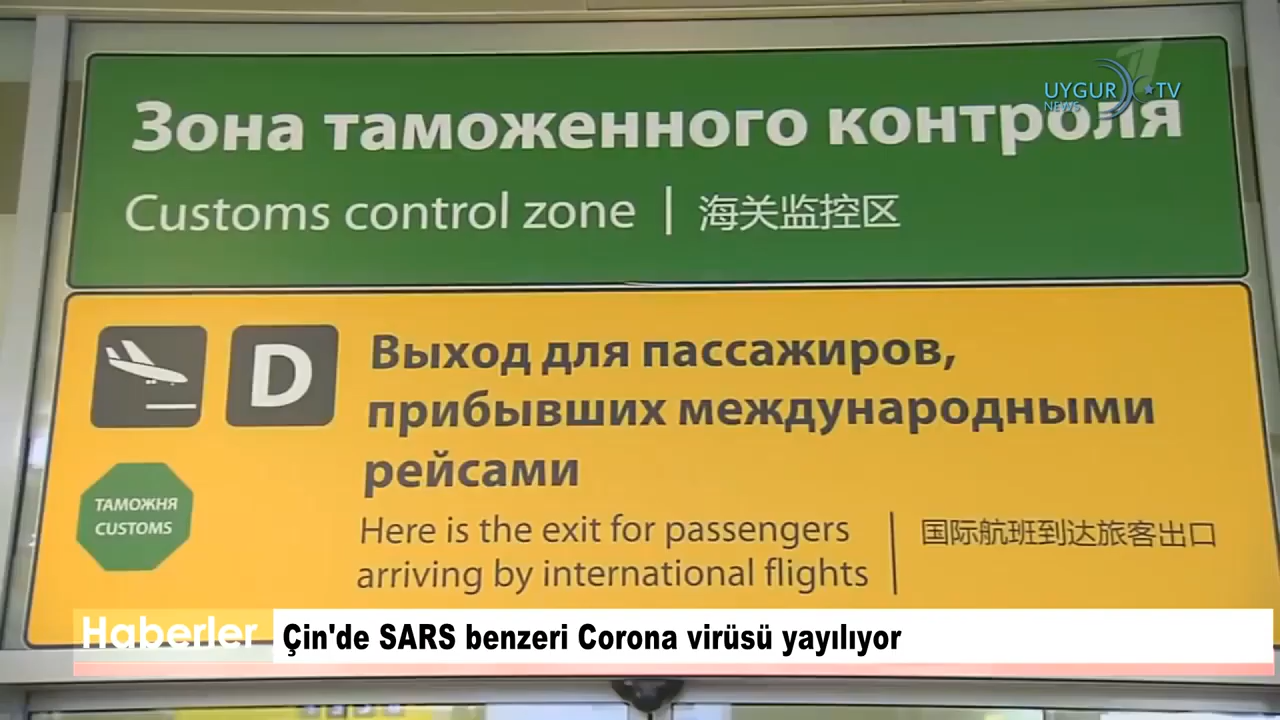 UYGUR TV
NEWS
Зона таможенного контроля
Customs control zone | 海关监控区
D
Выход для пассажиров,
прибывших международными
рейсами
ТАМОЖНЯ
CUSTOMS
Here is the exit for passengers
arriving by international flights
国际航班到达旅客出口
Haberler
Çin'de SARS benzeri Corona virüsü yayılıyor